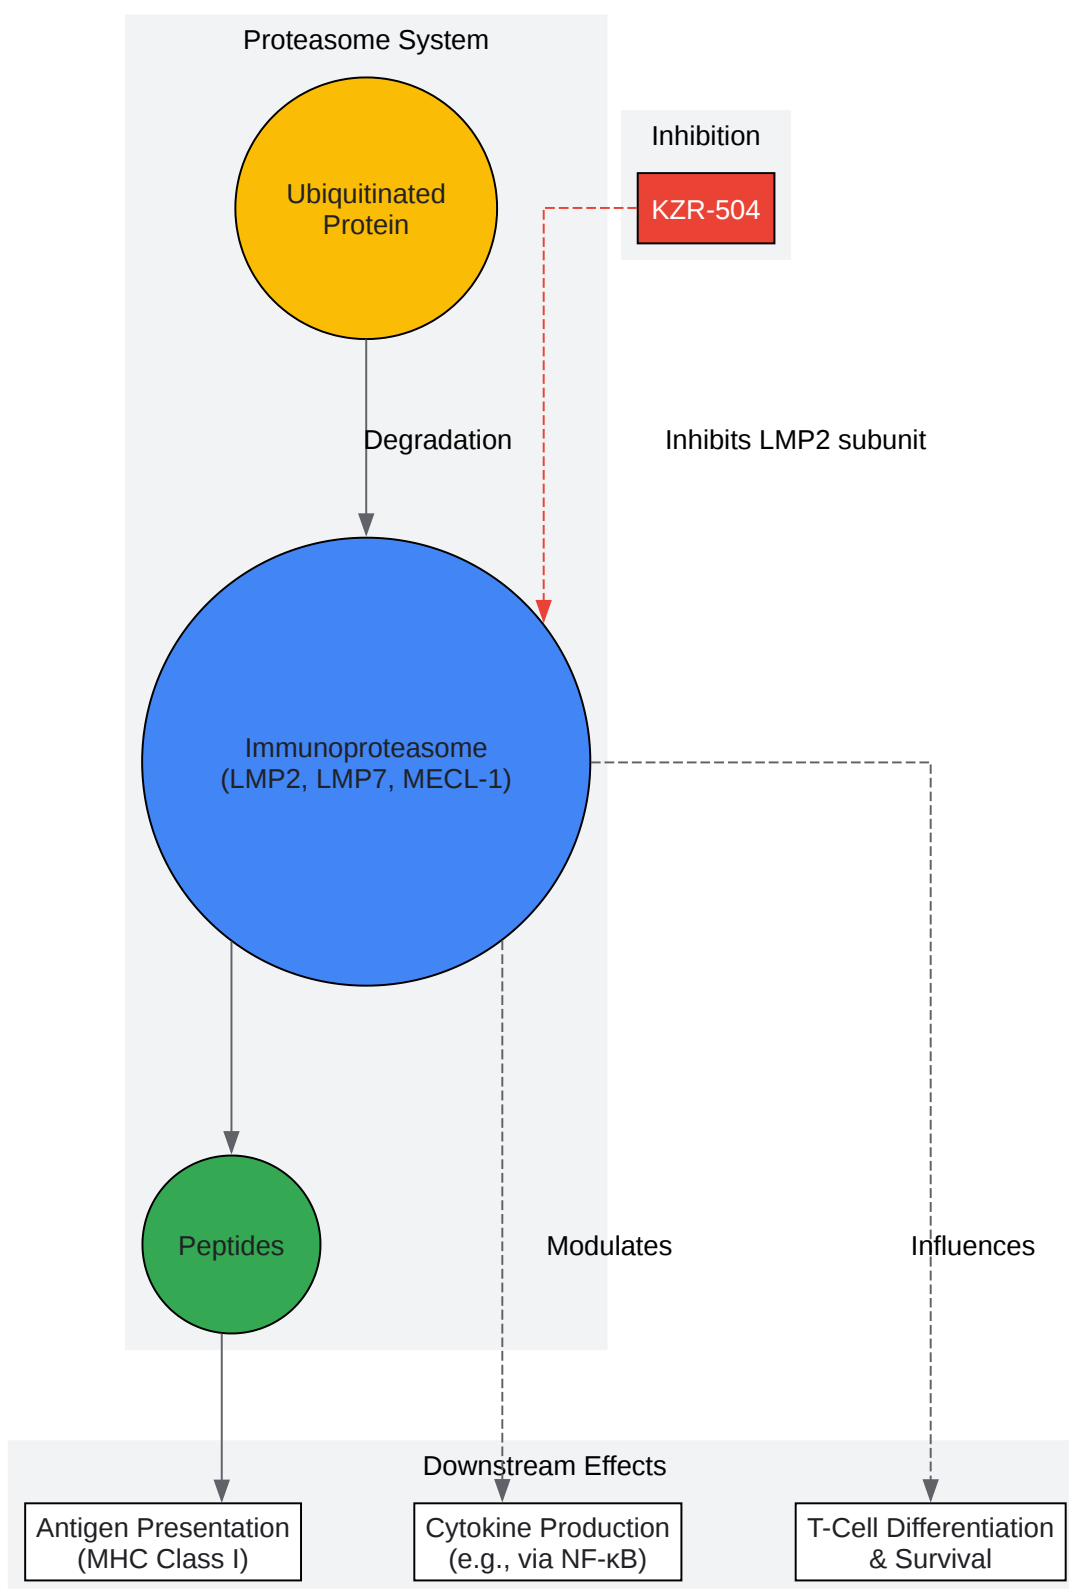 Proteasome System
Inhibition
Ubiquitinated
Protein
KZR-504
Degradation
Inhibits LMP2 subunit
Immunoproteasome
(LMP2, LMP7, MECL-1)
Peptides
Modulates
Influences
Downstream Effects
Antigen Presentation
(MHC Class I)
Cytokine Production
(e.g., via NF-κB)
T-Cell Differentiation
& Survival